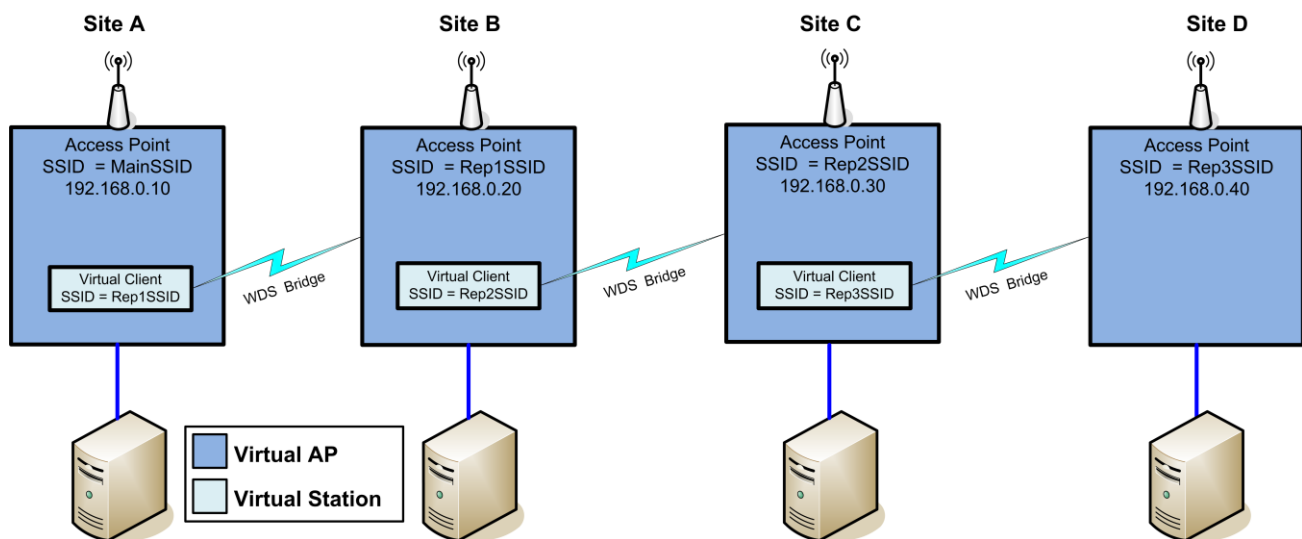 Site A
Site B
Site C
Site D
Access Point
SSID = MainSSID
192.168.0.10
Access Point
SSID = Rep1SSID
192.168.0.20
Access Point
SSID = Rep2SSID
192.168.0.30
Access Point
SSID = Rep3SSID
192.168.0.40
Virtual Client
SSID = Rep1SSID
WDS Bridge
Virtual Client
SSID = Rep2SSID
WDS Bridge
Virtual Client
SSID = Rep3SSID
WDS Bridge
Virtual AP
Virtual Station